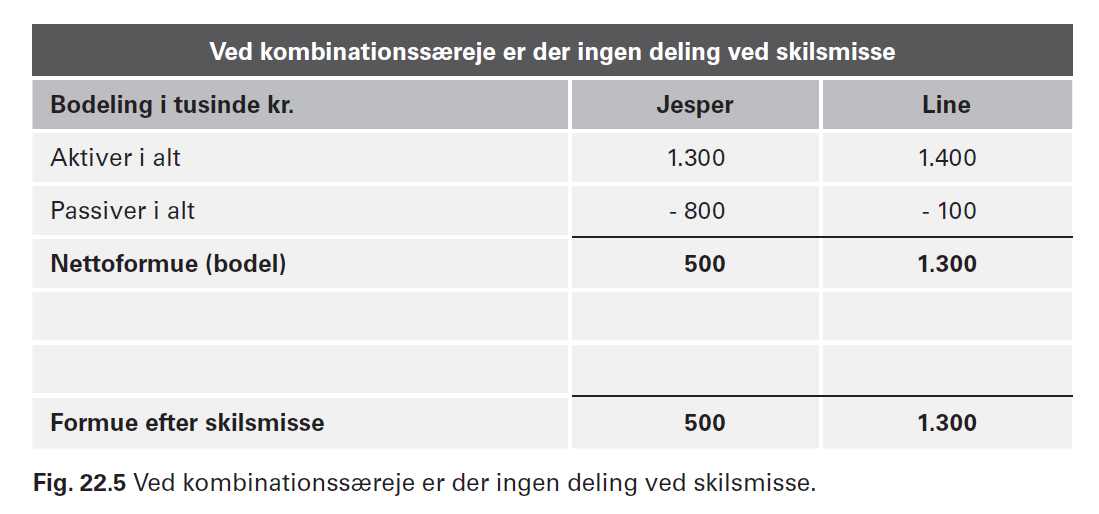 Ved kombinationssæreje er der ingen deling ved skilsmisse
Bodeling i tusinde kr. Jesper Line
Aktiver i alt 1.300 1.400
Passiver i alt - 800 - 100
Nettoformue (bodel) 500 1.300
Formue efter skilsmisse 500 1.300
Fig. 22.5 Ved kombinationssæreje er der ingen deling ved skilsmisse.